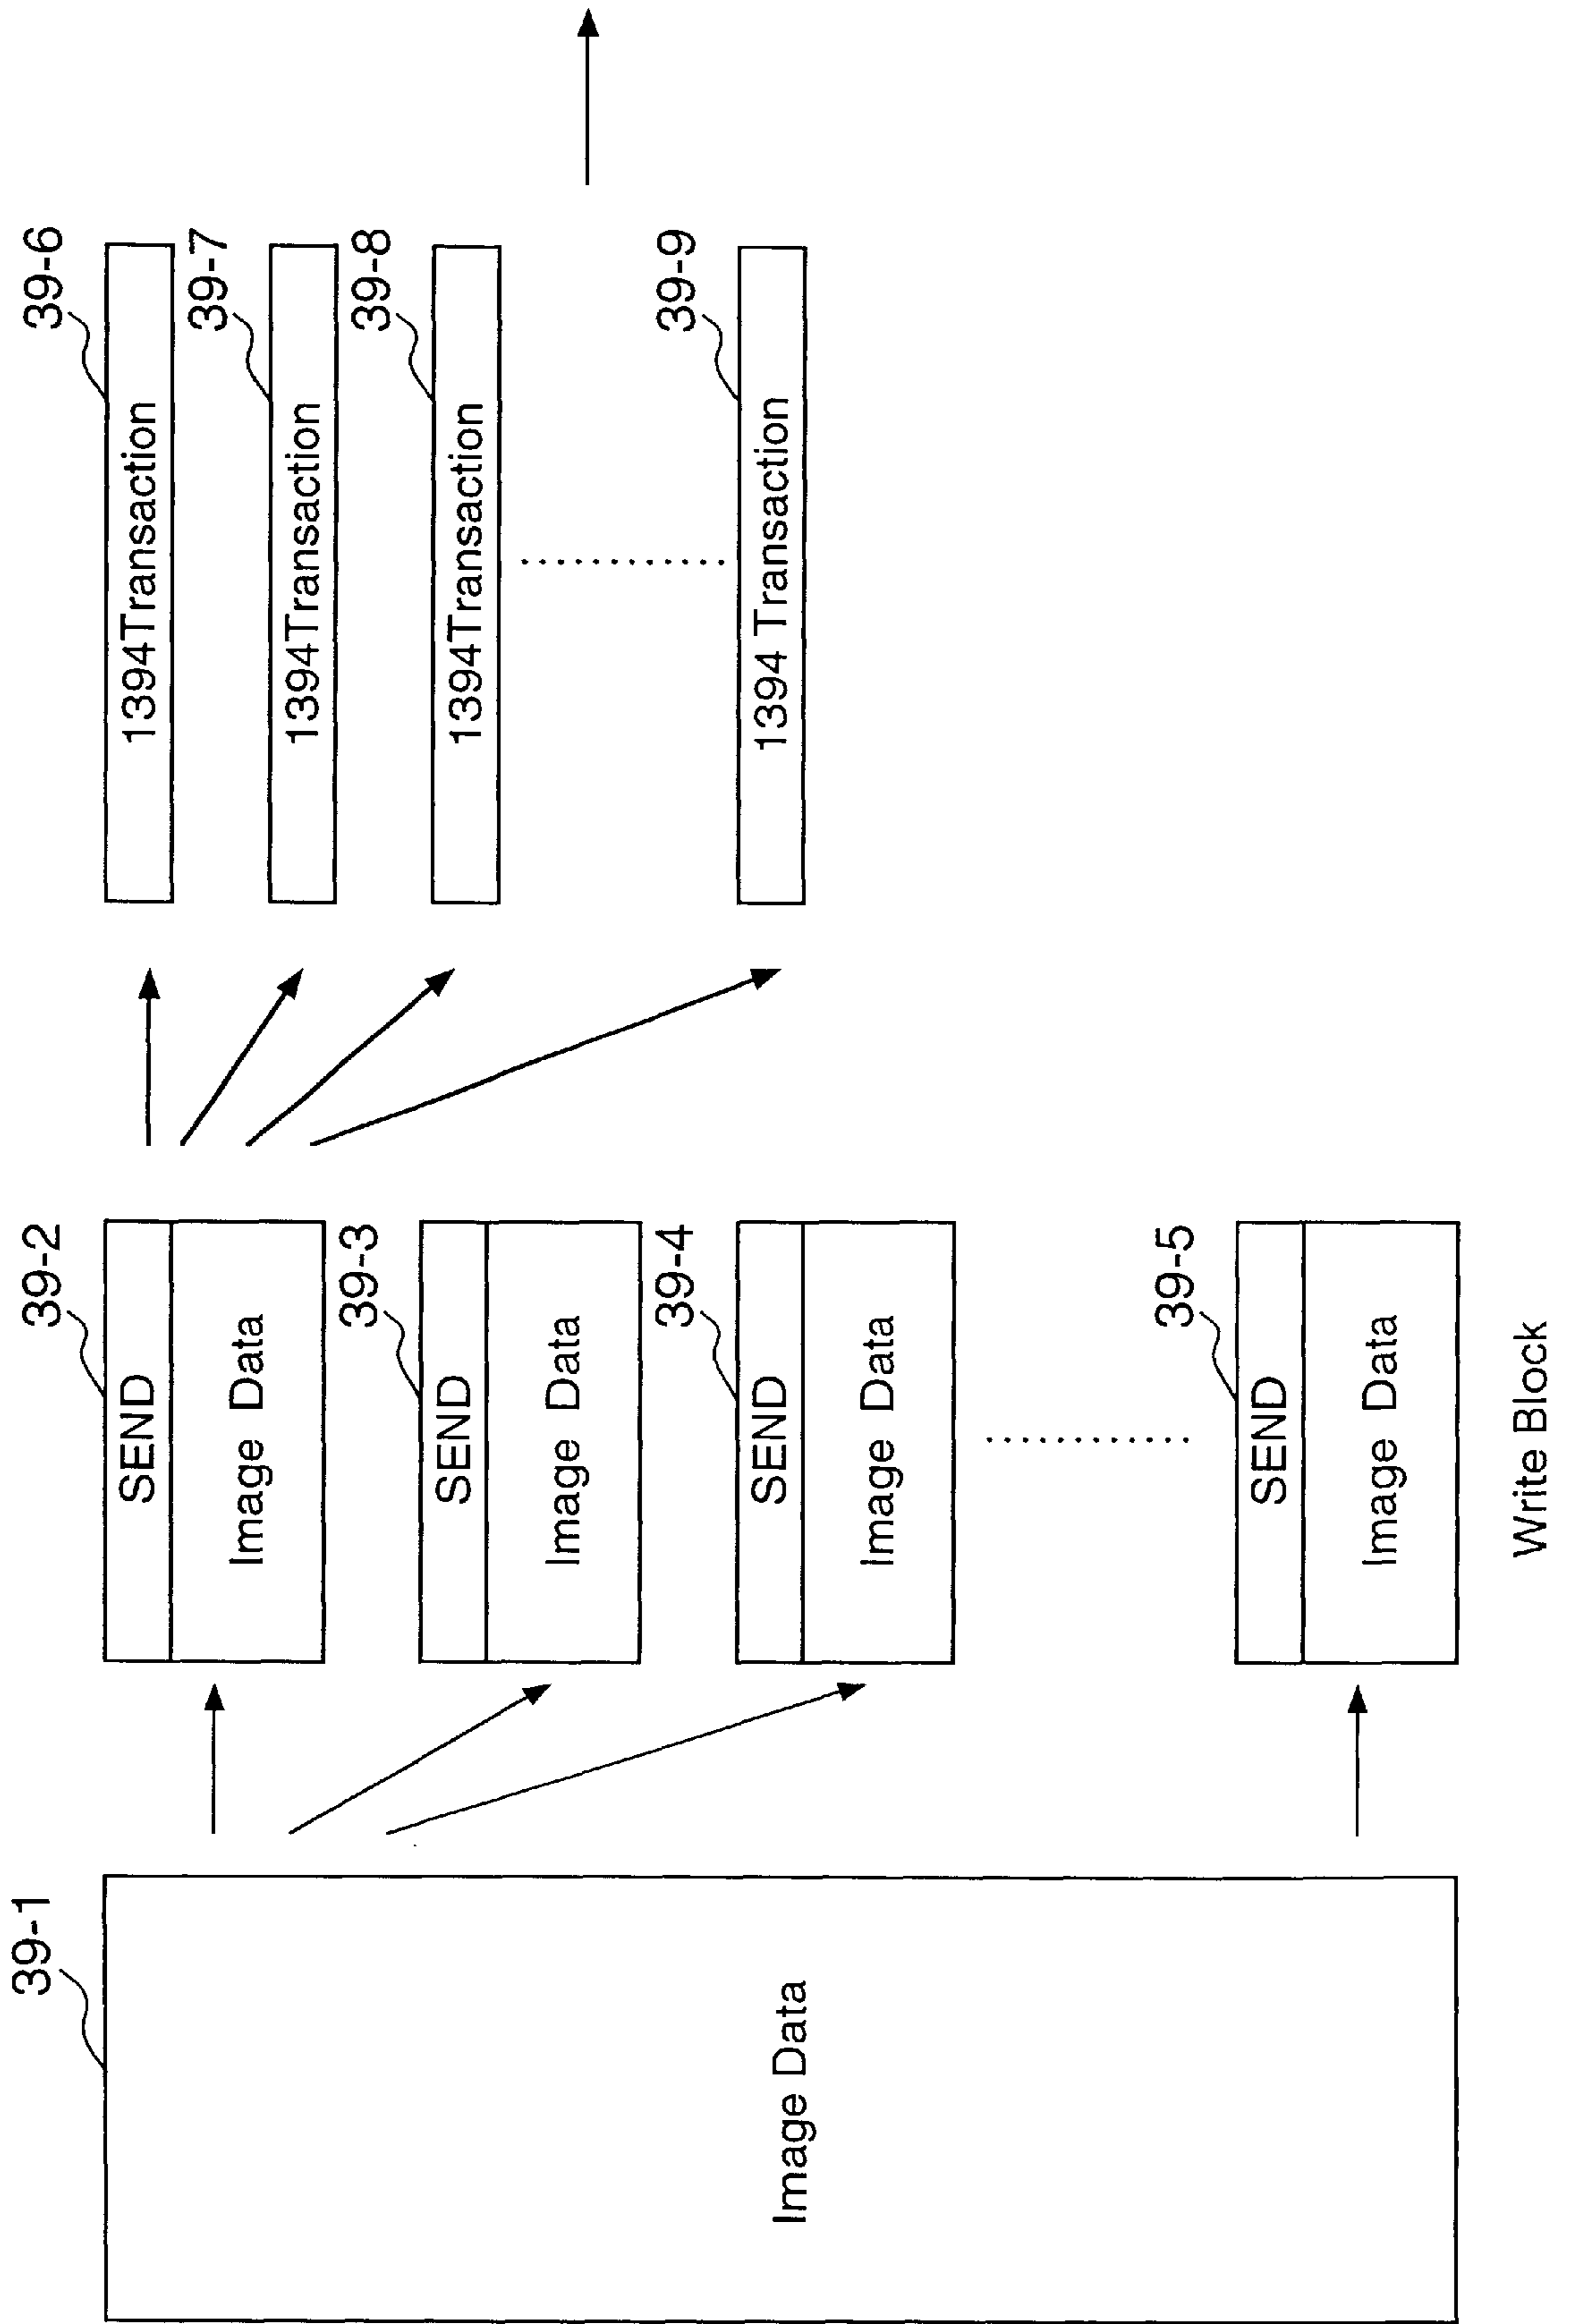 39-1
Image Data
39-2
SEND
Image Data
39-3
SEND
Image Data
39-4
SEND
Image Data
39-5
SEND
Image Data
Write Block
39-6
1394Transaction
39-7
1394Transaction
39-8
1394Transaction
39-9
1394 Transaction